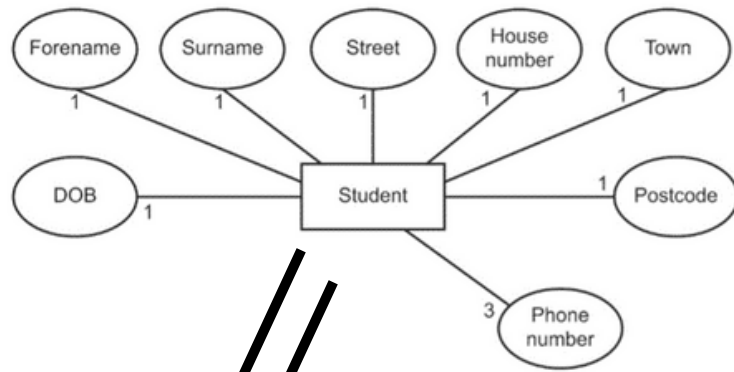 Forename
Surname
Street
House
number
Town
1
1
1
1
1
DOB
1
Student
1
Postcode
3
Phone
number